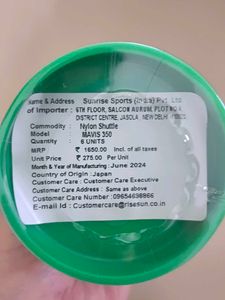 Name & Address : Sunrise Sports (India) Pvt. Ltd
of Importer : 6TH FLOOR, SALCON AURUM, PLOT NO.4,
DISTRICT CENTRE, JASOLA, NEW DELHI
Commodity : Nylon Shuttle
Model MAVIS 350
Quantity : 6 UNITS
MRP ₹ 1650.00 Incl. of all taxes
Unit Price ₹ 275.00 Per Unit
Month & Year of Manufacturing : June 2024
Country of Origin : Japan
Customer Care : Customer Care Executive
Customer Care Address : Same as above
Customer Care Number : 09654698866
E-mail Id : Customercare@risesun.co.in